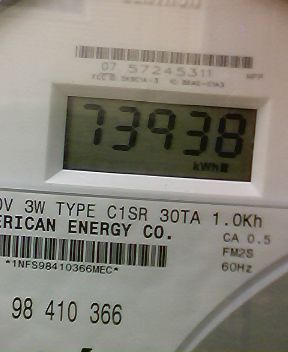 07 57245311
73938
kWh
0V 3W TYPE C1SR 30TA 1.0Kh
ERICAN ENERGY CO.
CA 0.5
FM2S
60Hz
*1NFS98410366MEC*
98 410 366